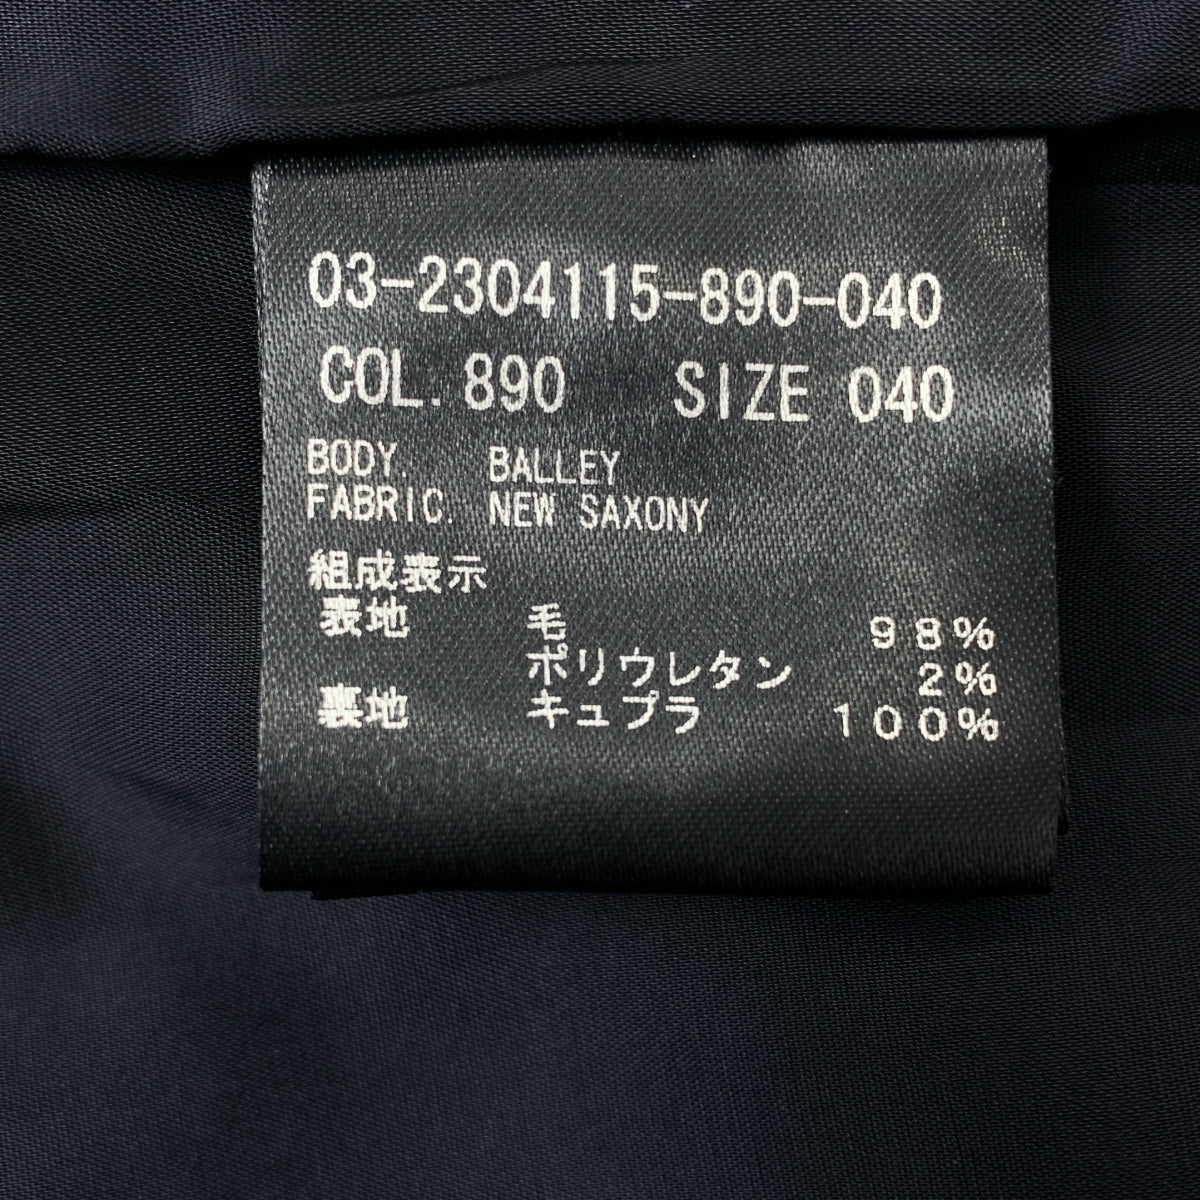 03-2304115-890-040
COL. 890 SIZE 040
BODY. BALLEY
FABRIC. NEW SAXONY
組成表示
表地 毛 98%
ポリウレタン 2%
裏地 キュプラ 100%